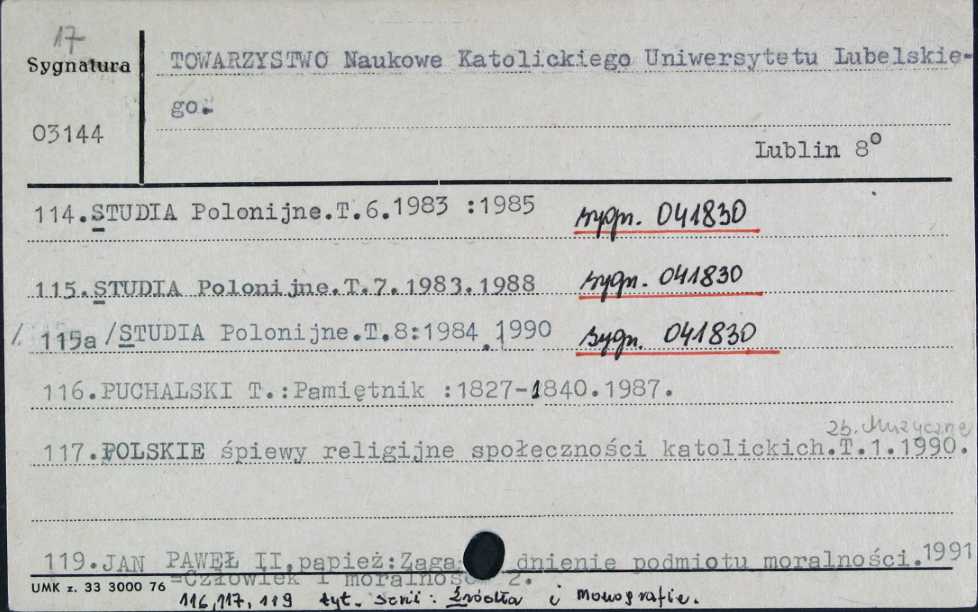 17
Sygnatura
TOWARZYSTWO Naukowe Katolickiego Uniwersytetu Lubelskie-
go.
03144
Lublin 8°
114.STUDIA Polonijne.T.6.1983 :1985 sygn. 041830
115.STUDIA Polonijne.T.7.1983.1988 sygn. 041830
/ 115a /STUDIA Polonijne.T.8:1984.1990 sygn. 041830
116.PUCHALSKI T.:Pamiętnik :1827-1840.1987.
zb. Muzyczne
117.POLSKIE śpiewy religijne społeczności katolickich.T.1.1990.
119.JAN PAWEŁ II,papież:Zaga dnienie podmiotu moralności.1991
=Człowiek i moralnoś 2.
UMK z. 33 3000 76
116, 117, 119 tyt. serii: Źródła i monografie.